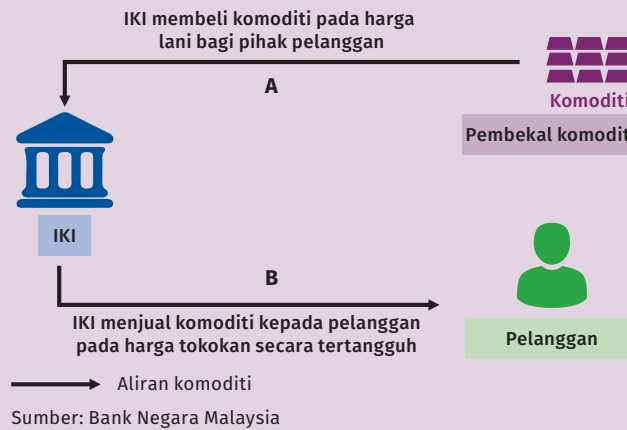 IKI membeli komoditi pada harga
lani bagi pihak pelanggan
A
Komoditi
Pembekal komodit
IKI
B
IKI menjual komoditi kepada pelanggan
pada harga tokokan secara tertangguh
Pelanggan
Aliran komoditi
Sumber: Bank Negara Malaysia